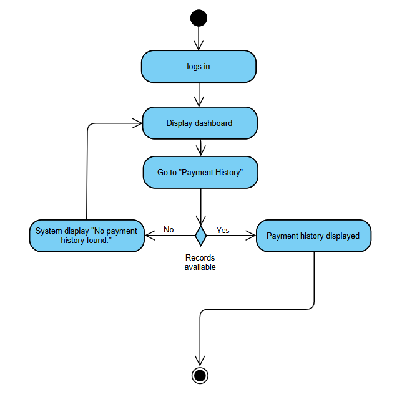 logs in
Display dashboard
Go to "Payment History"
No
Yes
System display "No payment
history found."
Payment history displayed
Records
available